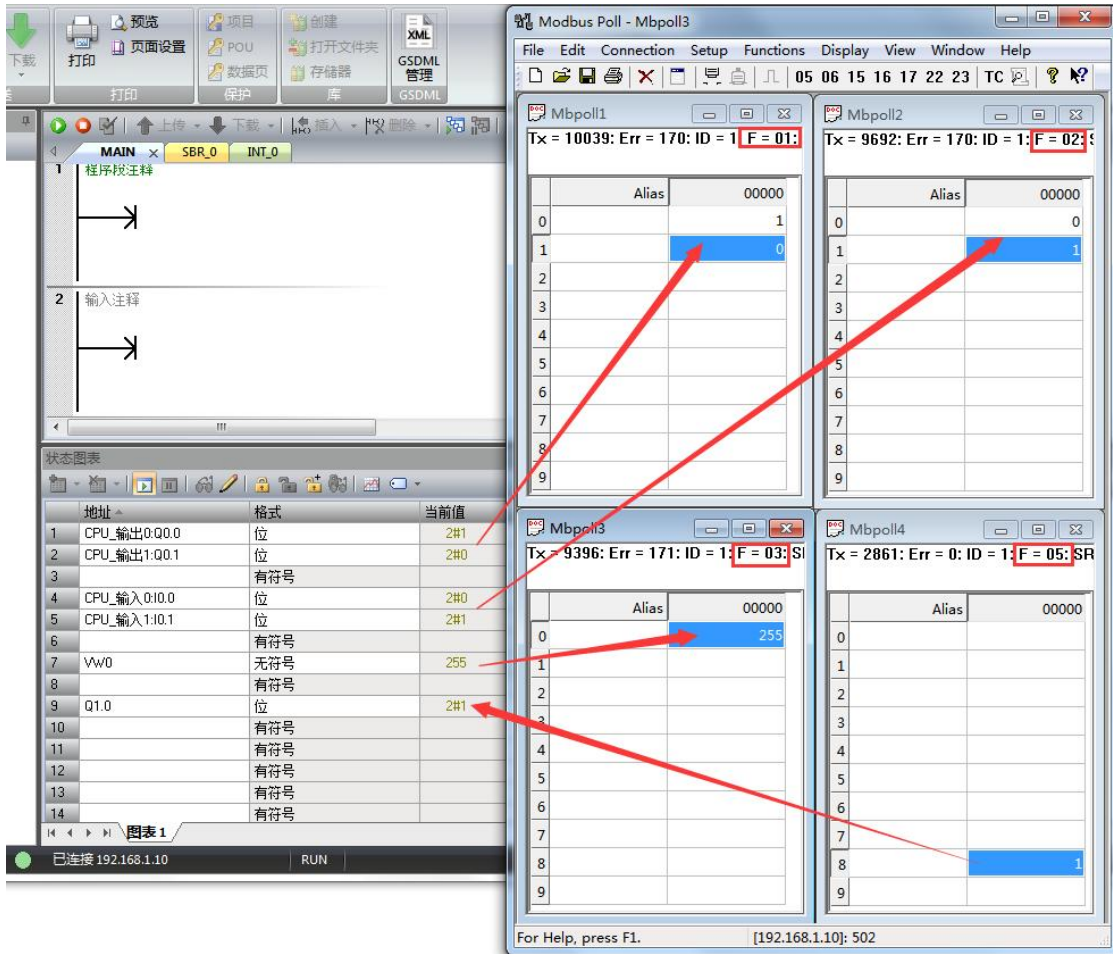 预览
页面设置
下载
打印
打印
项目
POU
数据页
保护
创建
打开文件夹
存储器
库
XML
GSDML
管理
GSDML
上传
下载
插入
删除
MAIN
SBR_0
INT_0
1 程序段注释
2 输入注释
状态图表
地址 格式 当前值
1 CPU_输出0:Q0.0 位 2#1
2 CPU_输出1:Q0.1 位 2#0
3 有符号
4 CPU_输入0:I0.0 位 2#0
5 CPU_输入1:I0.1 位 2#1
6 有符号
7 VW0 无符号 255
8 有符号
9 Q1.0 位 2#1
10 有符号
11 有符号
12 有符号
13 有符号
14 有符号
图表 1
已连接 192.168.1.10 RUN
Modbus Poll - Mbpoll3
File Edit Connection Setup Functions Display View Window Help
05 06 15 16 17 22 23 TC
Mbpoll1
Tx = 10039: Err = 170: ID = 1: F = 01:
Alias 00000
0 1
1 0
2
3
4
5
6
7
8
9
Mbpoll2
Tx = 9692: Err = 170: ID = 1: F = 02:
Alias 00000
0 0
1 1
2
3
4
5
6
7
8
9
Mbpoll3
Tx = 9396: Err = 171: ID = 1: F = 03: S
Alias 00000
0 255
1
2
3
4
5
6
7
8
9
Mbpoll4
Tx = 2861: Err = 0: ID = 1: F = 05: SR
Alias 00000
0
1
2
3
4
5
6
7
8 1
9
For Help, press F1. [192.168.1.10]: 502